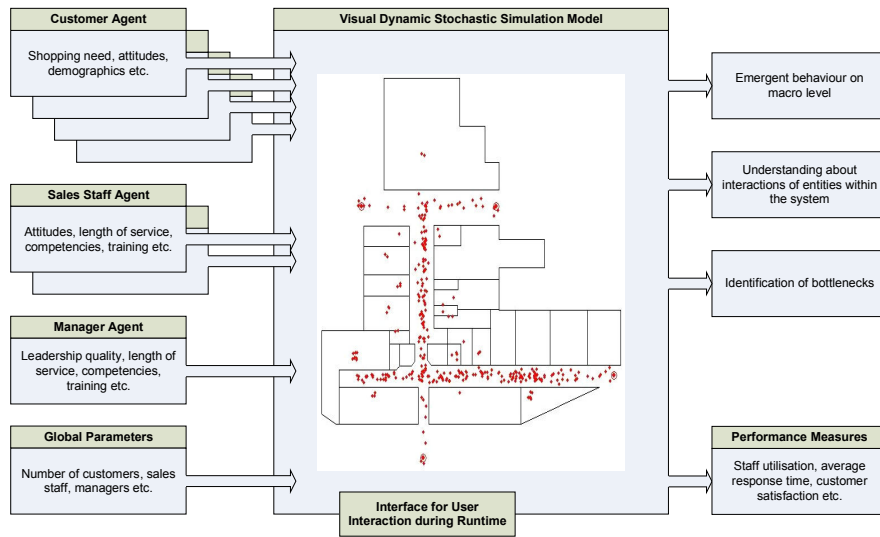 Customer Agent
Shopping need, attitudes,
demographics etc.
Sales Staff Agent
Attitudes, length of service,
competencies, training etc.
Manager Agent
Leadership quality, length of
service, competencies,
training etc.
Global Parameters
Number of customers, sales
staff, managers etc.
Visual Dynamic Stochastic Simulation Model
Interface for User
Interaction during Runtime
Emergent behaviour on
macro level
Understanding about
interactions of entities within
the system
Identification of bottlenecks
Performance Measures
Staff utilisation, average
response time, customer
satisfaction etc.